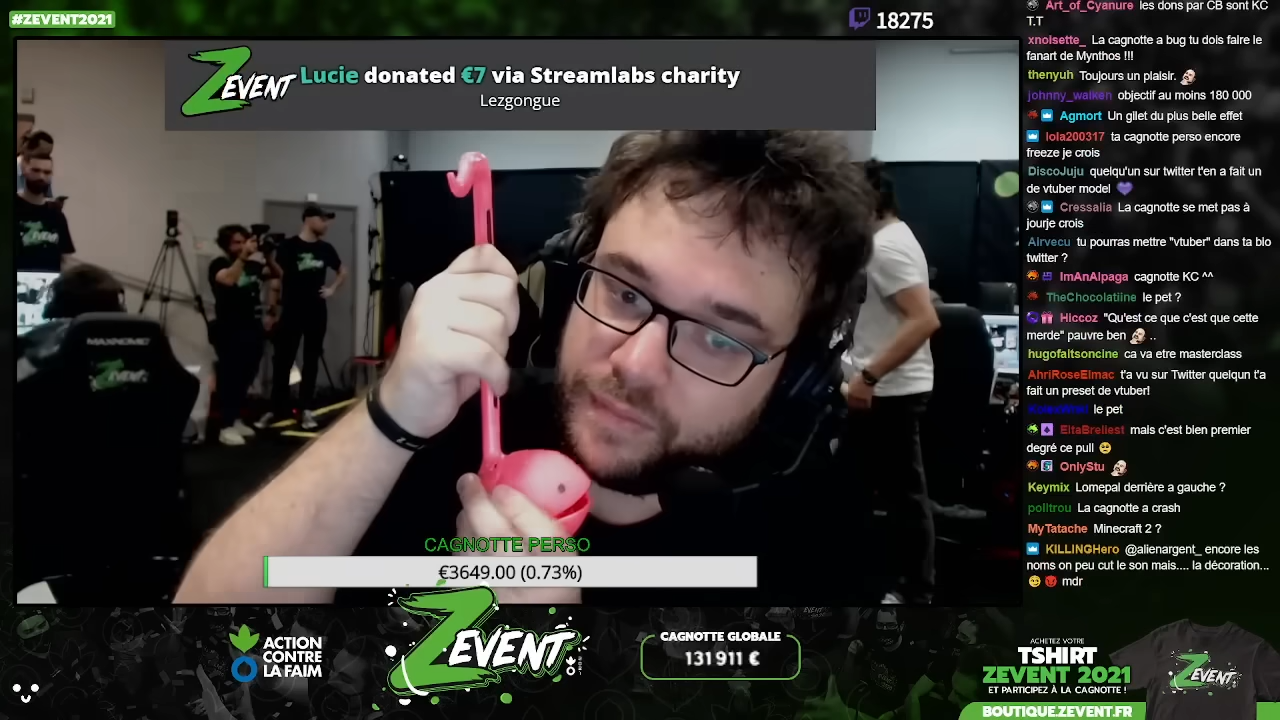 #ZEVENT2021
18275
ZEVENT
Lucie donated €7 via Streamlabs charity
Lezgongue
MAXNOMIC
ZEVENT
CAGNOTTE PERSO
€3649.00 (0.73%)
ACTION
CONTRE
LA FAIM
ZEVENT
CAGNOTTE GLOBALE
131 911 €
ACHETEZ VOTRE
TSHIRT
ZEVENT 2021
ET PARTICIPEZ À LA CAGNOTTE !
BOUTIQUE.ZEVENT.FR
ZEVENT
Art_of_Cyanure les dons par CB sont KC
T.T
xnoisette_ La cagnotte a bug tu dois faire le
fanart de Mynthos !!!
thenyuh Toujours un plaisir.
johnny_walken objectif au moins 180 000
Agmort Un gilet du plus belle effet
lola200317 ta cagnotte perso encore
freeze je crois
DiscoJuju quelqu'un sur twitter t'en a fait un
de vtuber model
Cressalia La cagnotte se met pas à
jourje crois
Airvecu tu pourras mettre "vtuber" dans ta bio
twitter ?
ImAnAlpaga cagnotte KC ^^
TheChocolatiine le pet ?
Hiccoz "Qu'est ce que c'est que cette
merde" pauvre ben ..
hugofaitsoncine ca va etre masterclass
AhriRoseElmac t'a vu sur Twitter quelqun t'a
fait un preset de vtuber!
le pet
EltaBreliest mais c'est bien premier
degré ce pull
OnlyStu
Keymix Lomepal derrière a gauche ?
politrou La cagnotte a crash
MyTatache Minecraft 2 ?
KILLINGHero @alienargent_ encore les
noms on peu cut le son mais.... la décoration...
mdr